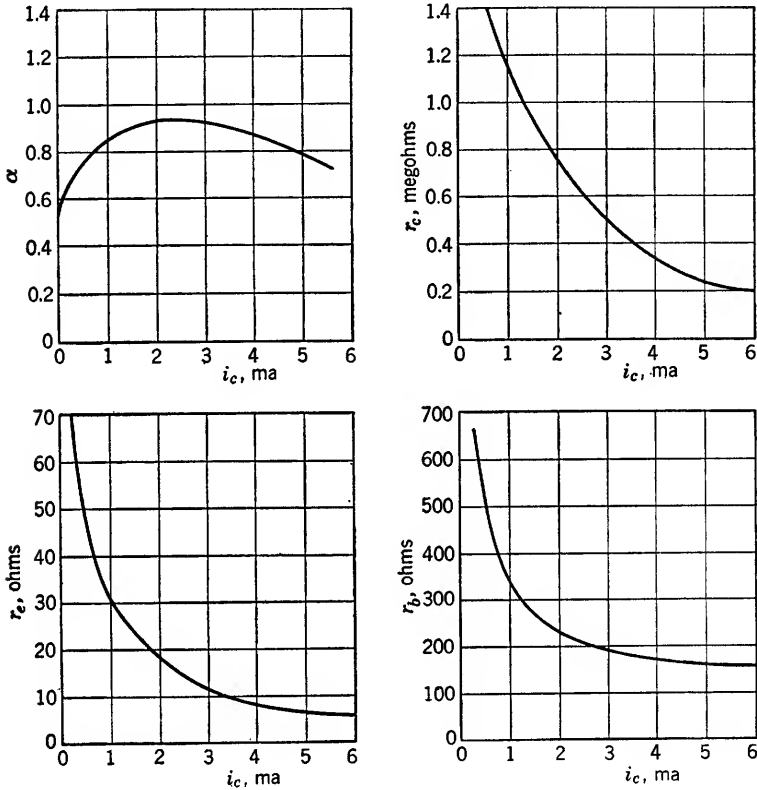 1.4
1.2
1.0
0.8
0.6
0.4
0.2
0
α
0 1 2 3 4 5 6
i_c, ma
1.4
1.2
1.0
0.8
0.6
0.4
0.2
0
r_c, megohms
0 1 2 3 4 5 6
i_c, ma
70
60
50
40
30
20
10
0
r_e, ohms
0 1 2 3 4 5 6
i_c, ma
700
600
500
400
300
200
100
0
r_b, ohms
0 1 2 3 4 5 6
i_c, ma